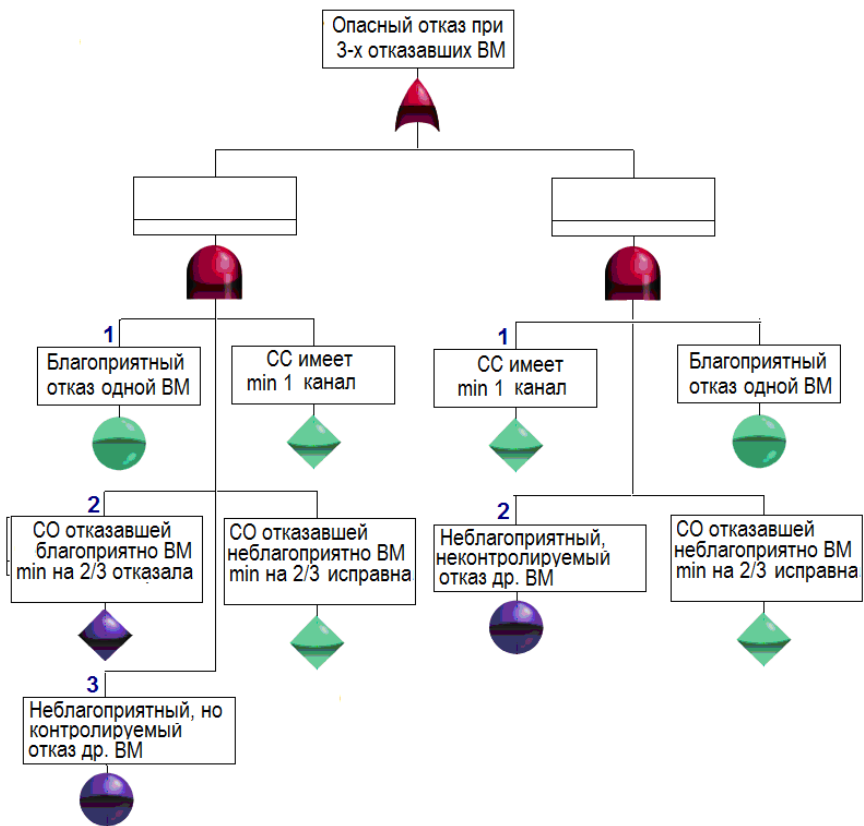 Опасный отказ при
3-х отказавших ВМ
1
Благоприятный
отказ одной ВМ
СС имеет
min 1 канал
1
СС имеет
min 1 канал
Благоприятный
отказ одной ВМ
2
СО отказавшей
благоприятно ВМ
min на 2/3 отказала
СО отказавшей
неблагоприятно ВМ
min на 2/3 исправна
2
Неблагоприятный,
неконтролируемый
отказ др. ВМ
СО отказавшей
неблагоприятно ВМ
min на 2/3 исправна
3
Неблагоприятный, но
контролируемый
отказ др. ВМ